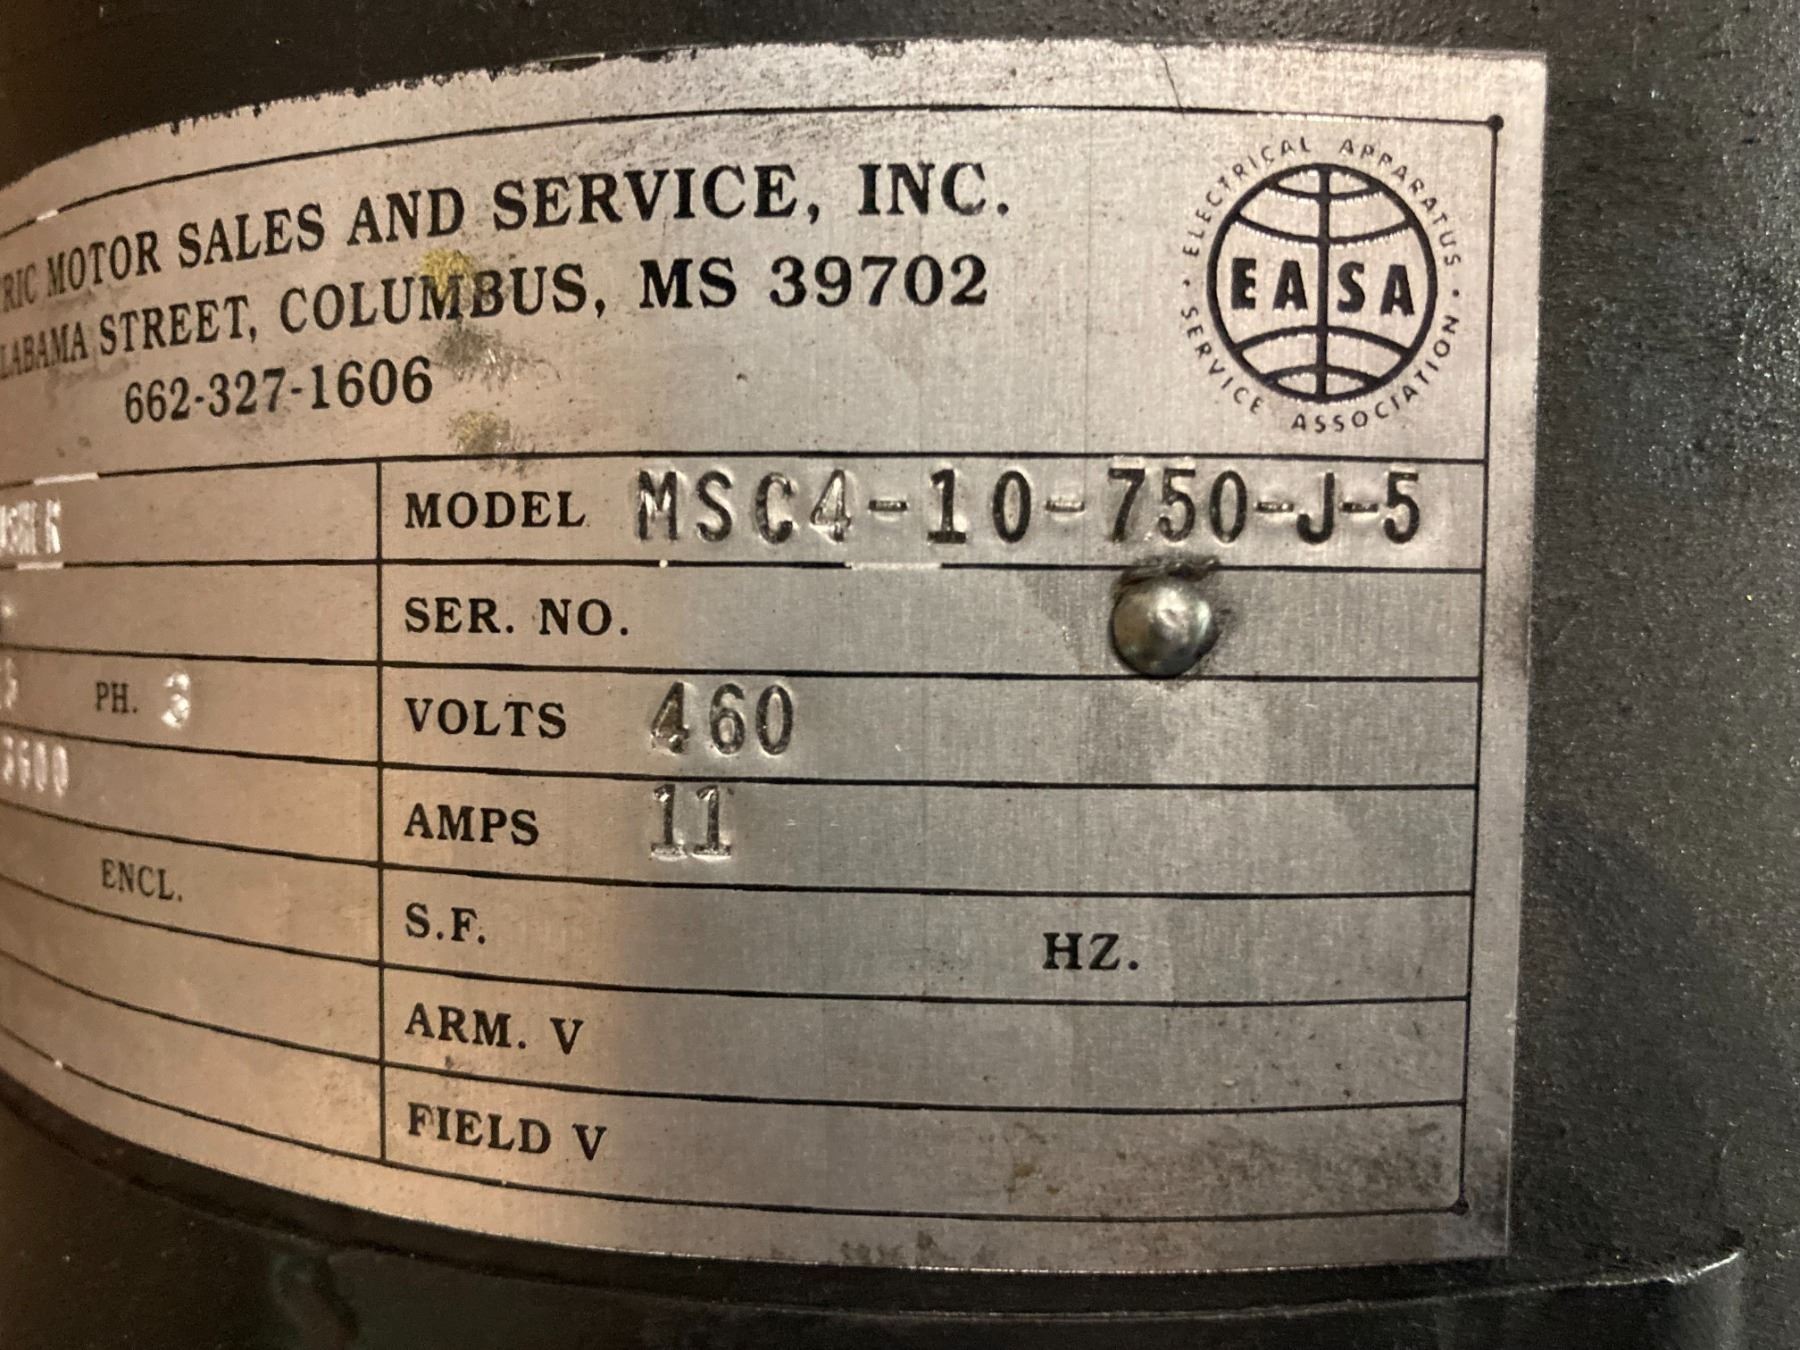 RIC MOTOR SALES AND SERVICE, INC.
LABAMA STREET, COLUMBUS, MS 39702
662-327-1606
ELECTRICAL APPARATUS · SERVICE ASSOCIATION ·
EASA
MODEL MSC4-10-750-J-5
SER. NO.
PH. 3 VOLTS 460
3600 AMPS 11
ENCL. S.F. HZ.
ARM. V
FIELD V